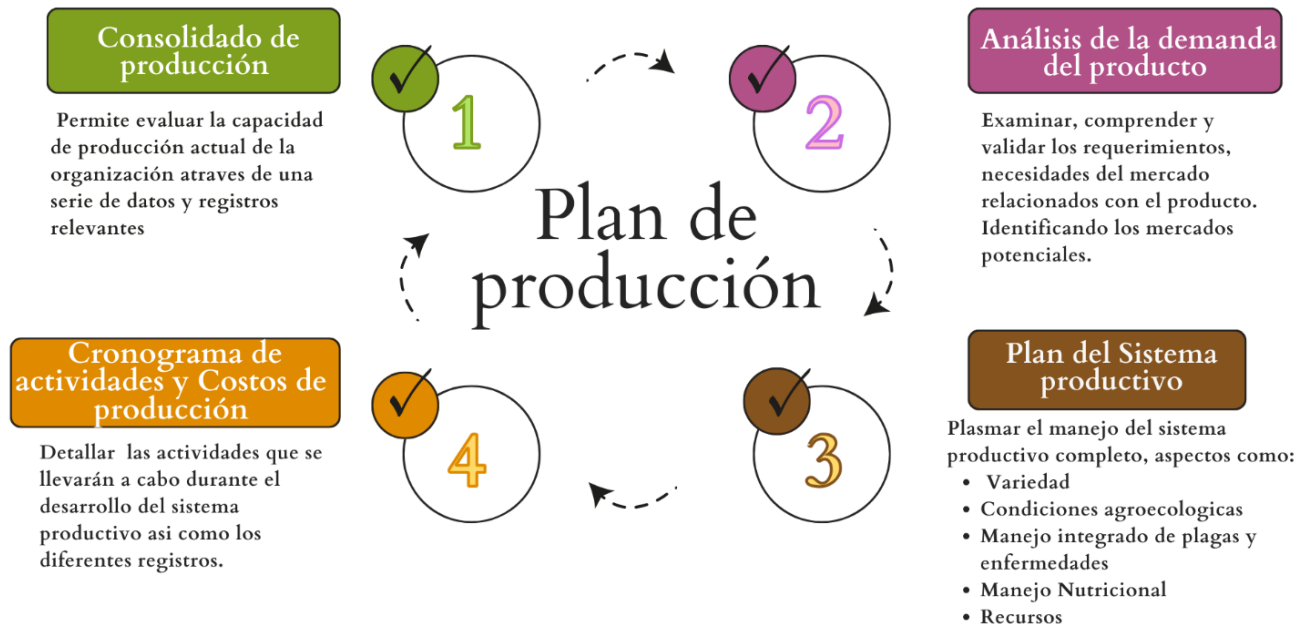 Consolidado de
producción
1
Permite evaluar la capacidad
de producción actual de la
organización atraves de una
serie de datos y registros
relevantes
2
Análisis de la demanda
del producto
Examinar, comprender y
validar los requerimientos,
necesidades del mercado
relacionados con el producto.
Identificando los mercados
potenciales.
Plan de
producción
3
Plan del Sistema
productivo
Plasmar el manejo del sistema
productivo completo, aspectos como:
• Variedad
• Condiciones agroecologicas
• Manejo integrado de plagas y
enfermedades
• Manejo Nutricional
• Recursos
4
Cronograma de
actividades y Costos de
producción
Detallar las actividades que se
llevarán a cabo durante el
desarrollo del sistema
productivo asi como los
diferentes registros.